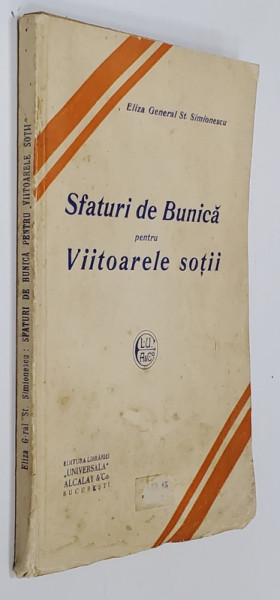 Eliza General St. Simionescu
Sfaturi de Bunică
pentru
Viitoarele soții
L.U.
A&Co
EDITURA LIBRĂRIEI
„UNIVERSALA"
ALCALAY & Co.
BUCUREȘTI
Eliza G-ral St. Simionescu : SFATURI DE BUNICĂ PENTRU VIITOARELE SOȚII